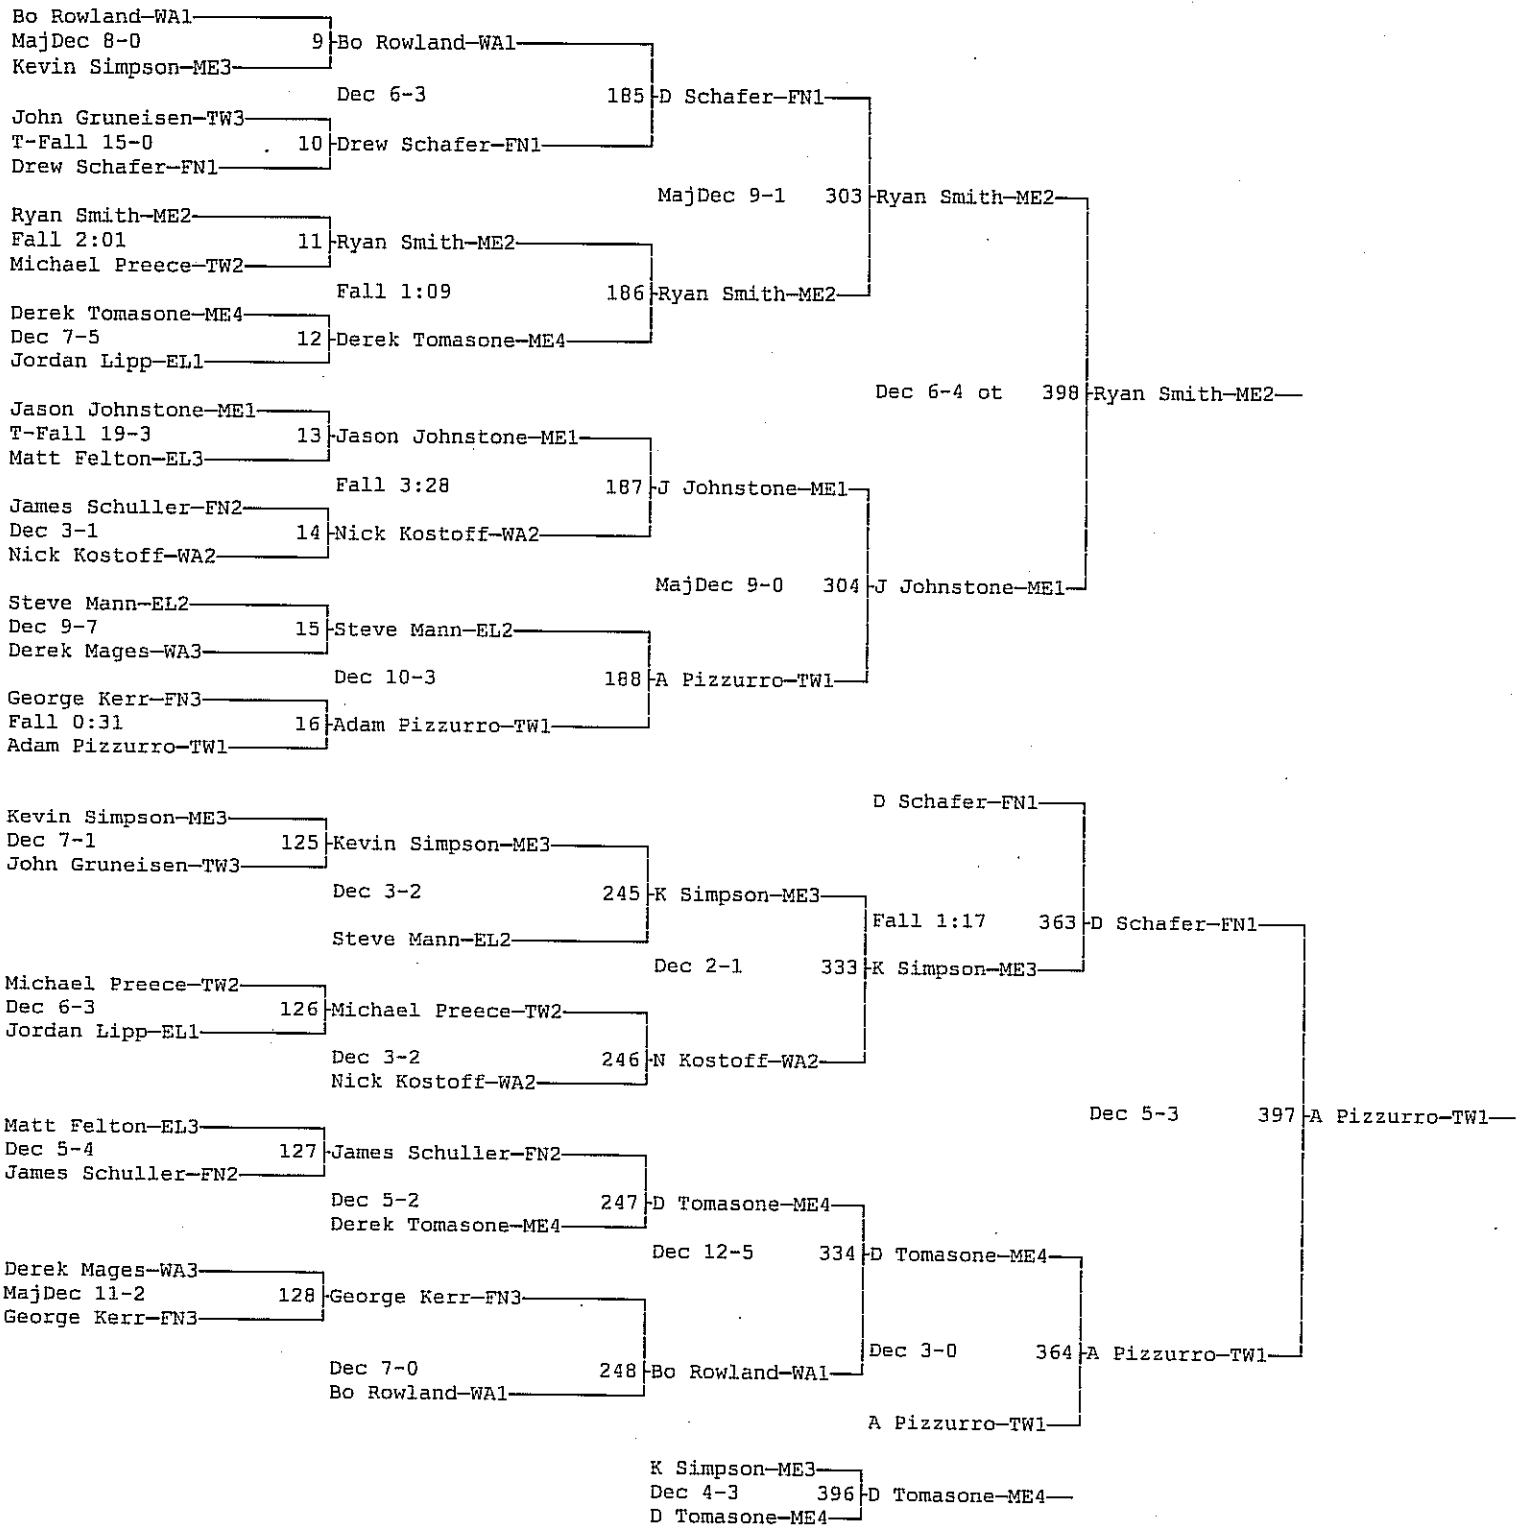 Bo Rowland—WA1
MajDec 8-0 9 Bo Rowland—WA1
Kevin Simpson—ME3
Dec 6-3 185 D Schafer—FN1
John Gruneisen—TW3
T-Fall 15-0 10 Drew Schafer—FN1
Drew Schafer—FN1
MajDec 9-1 303 Ryan Smith—ME2
Ryan Smith—ME2
Fall 2:01 11 Ryan Smith—ME2
Michael Preece—TW2
Fall 1:09 186 Ryan Smith—ME2
Derek Tomasone—ME4
Dec 7-5 12 Derek Tomasone—ME4
Jordan Lipp—EL1
Dec 6-4 ot 398 Ryan Smith—ME2
Jason Johnstone—ME1
T-Fall 19-3 13 Jason Johnstone—ME1
Matt Felton—EL3
Fall 3:28 187 J Johnstone—ME1
James Schuller—FN2
Dec 3-1 14 Nick Kostoff—WA2
Nick Kostoff—WA2
MajDec 9-0 304 J Johnstone—ME1
Steve Mann—EL2
Dec 9-7 15 Steve Mann—EL2
Derek Mages—WA3
Dec 10-3 188 A Pizzurro—TW1
George Kerr—FN3
Fall 0:31 16 Adam Pizzurro—TW1
Adam Pizzurro—TW1
D Schafer—FN1
Kevin Simpson—ME3
Dec 7-1 125 Kevin Simpson—ME3
John Gruneisen—TW3
Dec 3-2 245 K Simpson—ME3
Fall 1:17 363 D Schafer—FN1
Steve Mann—EL2
Dec 2-1 333 K Simpson—ME3
Michael Preece—TW2
Dec 6-3 126 Michael Preece—TW2
Jordan Lipp—EL1
Dec 3-2 246 N Kostoff—WA2
Nick Kostoff—WA2
Dec 5-3 397 A Pizzurro—TW1
Matt Felton—EL3
Dec 5-4 127 James Schuller—FN2
James Schuller—FN2
Dec 5-2 247 D Tomasone—ME4
Derek Tomasone—ME4
Dec 12-5 334 D Tomasone—ME4
Derek Mages—WA3
MajDec 11-2 128 George Kerr—FN3
George Kerr—FN3
Dec 3-0 364 A Pizzurro—TW1
Dec 7-0 248 Bo Rowland—WA1
Bo Rowland—WA1
A Pizzurro—TW1
K Simpson—ME3
Dec 4-3 396 D Tomasone—ME4
D Tomasone—ME4